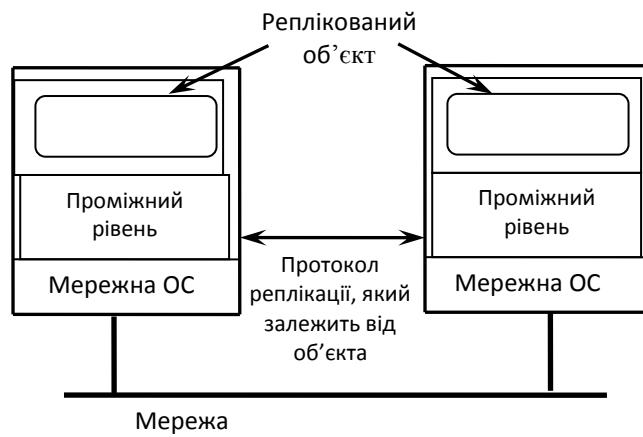 Реплікований
об’єкт
Проміжний
рівень
Проміжний
рівень
Мережна ОС
Протокол
реплікації, який
залежить від
об’єкта
Мережна ОС
Мережа